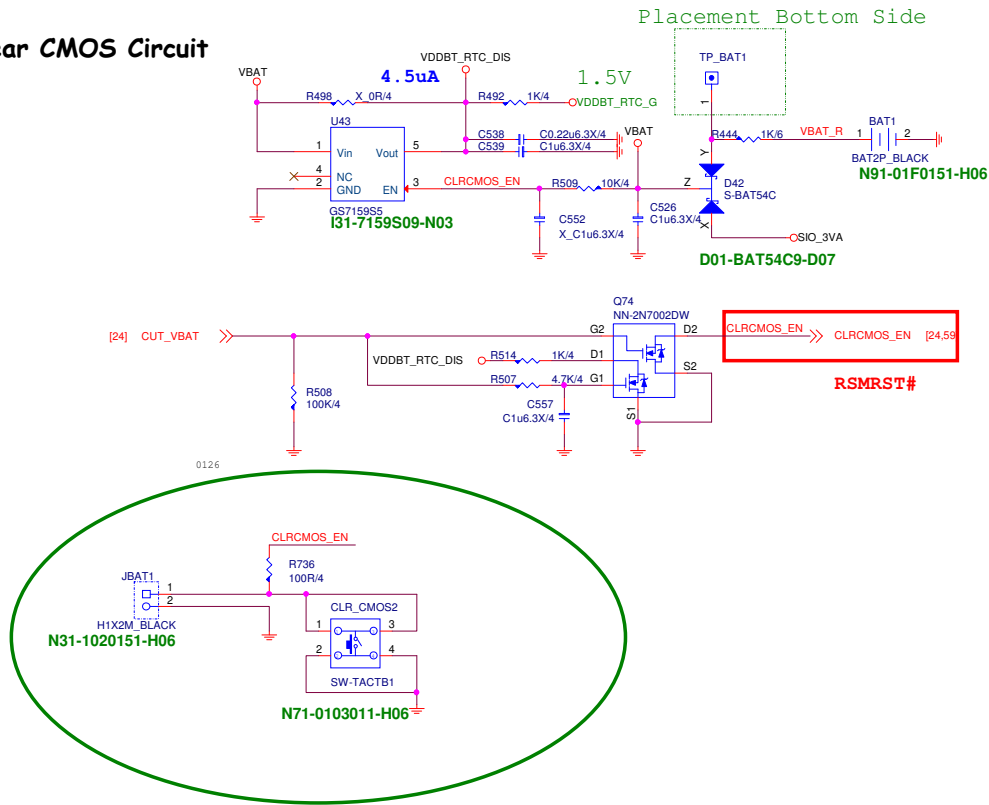 Placement Bottom Side
ear CMOS Circuit
VDDBT_RTC_DIS
TP_BAT1
VBAT
4.5uA
1.5V
1
R498
X_0R/4
R492
1K/4
VDDBT_RTC_G
U43
C538
C0.22u6.3X/4
C539
C1u6.3X/4
VBAT
R444
1K/6
VBAT_R
BAT1
1
2
BAT2P_BLACK
N91-01F0151-H06
1
Vin
Vout
5
4
NC
2
GND
EN
3
CLRCMOS_EN
R509
10K/4
Y
Z
D42
S-BAT54C
X
GS7159S5
I31-7159S09-N03
C552
X_C1u6.3X/4
C526
C1u6.3X/4
SIO_3VA
D01-BAT54C9-D07
Q74
NN-2N7002DW
[24]
CUT_VBAT
G2
D2
CLRCMOS_EN
CLRCMOS_EN
[24,59
VDDBT_RTC_DIS
R514
1K/4
D1
R507
4.7K/4
G1
S2
RSMRST#
R508
100K/4
C557
C1u6.3X/4
S1
0126
CLRCMOS_EN
R736
100R/4
JBAT1
1
2
H1X2M_BLACK
N31-1020151-H06
CLR_CMOS2
1
3
2
4
SW-TACTB1
N71-0103011-H06